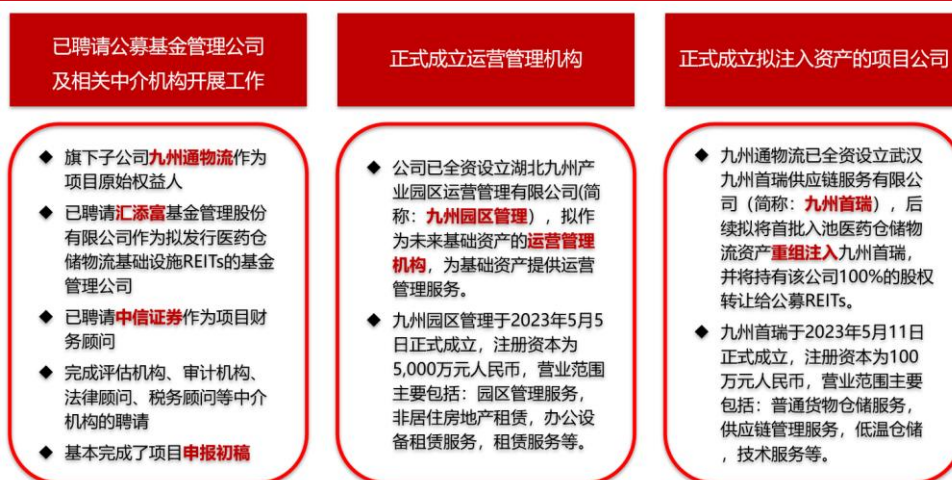 已聘请公募基金管理公司
及相关中介机构开展工作
◆ 旗下子公司九州通物流作为
项目原始权益人
◆ 已聘请汇添富基金管理股份
有限公司作为拟发行医药仓
储物流基础设施REITs的基金
管理公司
◆ 已聘请中信证券作为项目财
务顾问
◆ 完成评估机构、审计机构、
法律顾问、税务顾问等中介
机构的聘请
◆ 基本完成了项目申报初稿
正式成立运营管理机构
◆ 公司已全资设立湖北九州产
业园区运营管理有限公司(简
称：九州园区管理），拟作
为未来基础资产的运营管理
机构，为基础资产提供运营
管理服务。
◆ 九州园区管理于2023年5月5
日正式成立，注册资本为
5,000万元人民币，营业范围
主要包括：园区管理服务，
非居住房地产租赁，办公设
备租赁服务，租赁服务等。
正式成立拟注入资产的项目公司
◆ 九州通物流已全资设立武汉
九州首瑞供应链服务有限公
司（简称：九州首瑞），后
续拟将首批入池医药仓储物
流资产重组注入九州首瑞，
并将持有该公司100%的股权
转让给公募REITs。
◆ 九州首瑞于2023年5月11日
正式成立，注册资本为100
万元人民币，营业范围主要
包括：普通货物仓储服务，
供应链管理服务，低温仓储
，技术服务等。